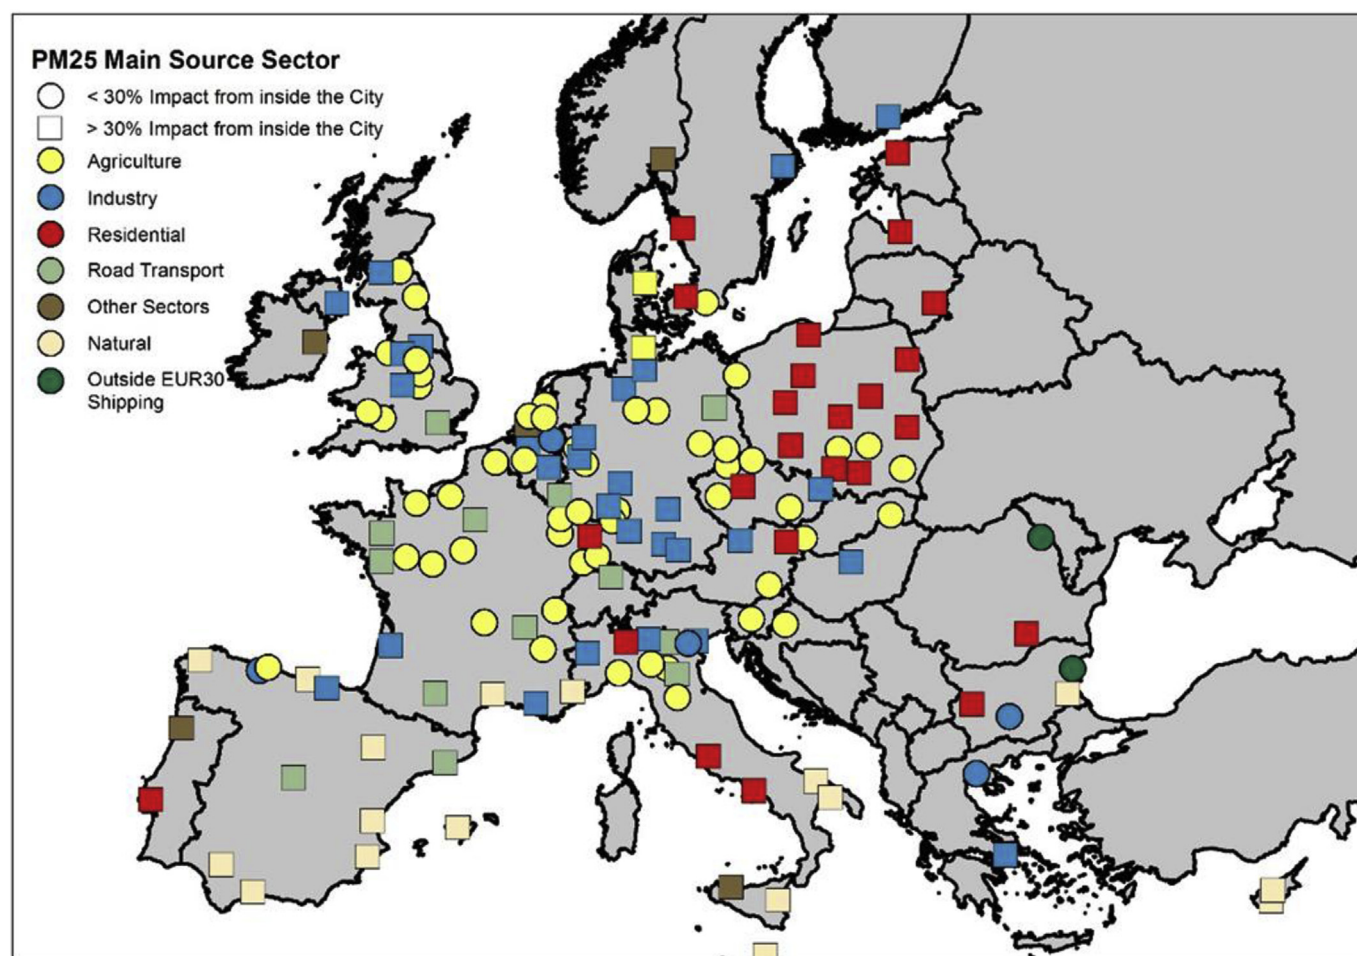 PM25 Main Source Sector
< 30% Impact from inside the City
> 30% Impact from inside the City
Agriculture
Industry
Residential
Road Transport
Other Sectors
Natural
Outside EUR30
Shipping